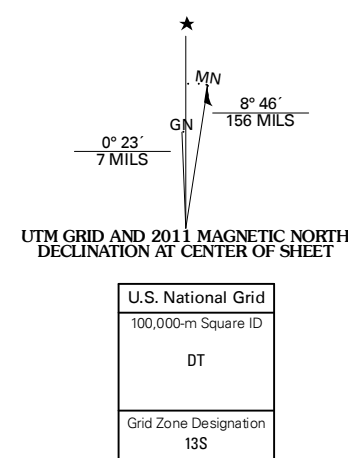 MN
8° 46´
156 MILS
GN
0° 23´
7 MILS
UTM GRID AND 2011 MAGNETIC NORTH
DECLINATION AT CENTER OF SHEET
U.S. National Grid
100,000-m Square ID
DT
Grid Zone Designation
13S